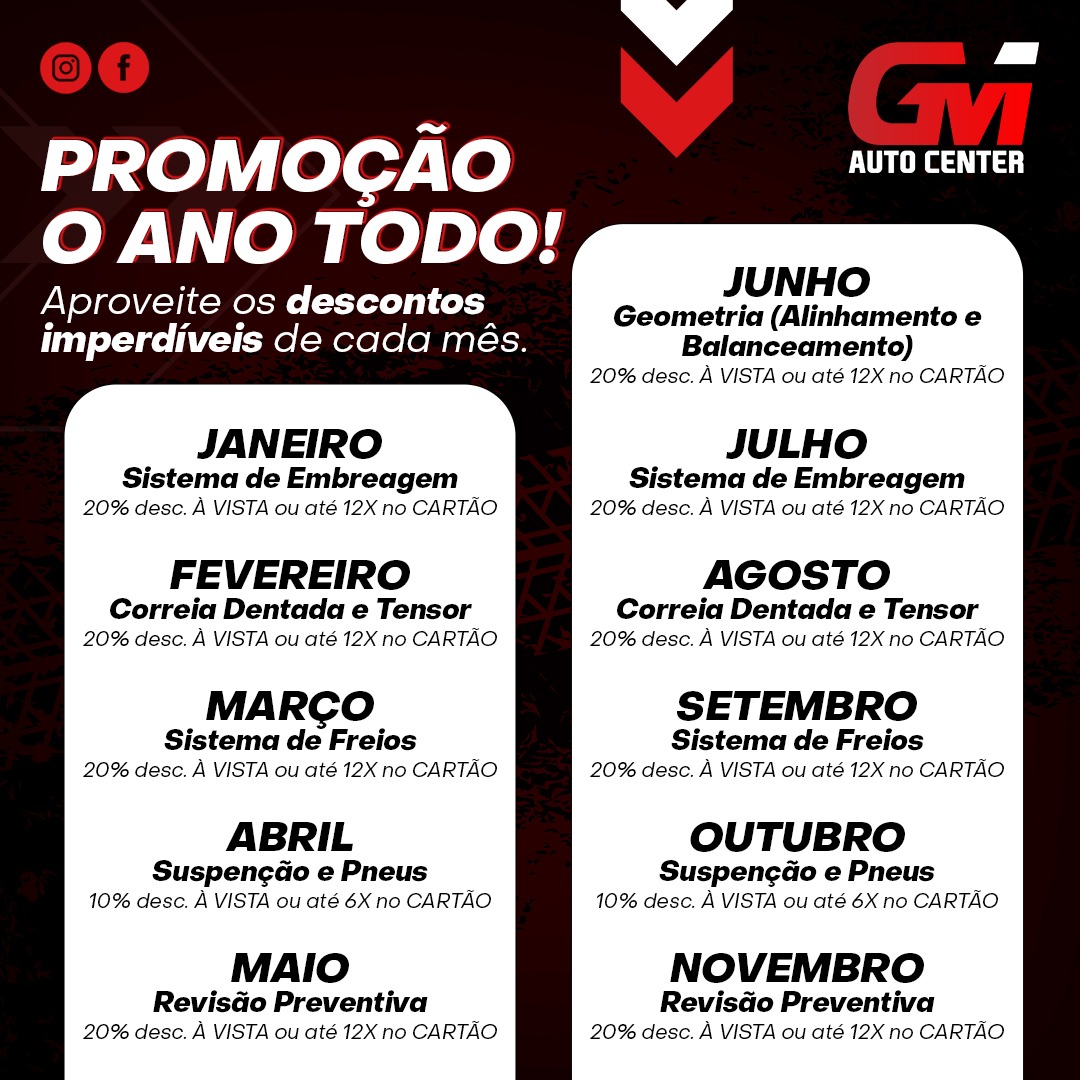 PROMOÇÃO
O ANO TODO!
Aproveite os descontos
imperdíveis de cada mês.
GM
AUTO CENTER
JANEIRO
Sistema de Embreagem
20% desc. À VISTA ou até 12X no CARTÃO
FEVEREIRO
Correia Dentada e Tensor
20% desc. À VISTA ou até 12X no CARTÃO
MARÇO
Sistema de Freios
20% desc. À VISTA ou até 12X no CARTÃO
ABRIL
Suspenção e Pneus
10% desc. À VISTA ou até 6X no CARTÃO
MAIO
Revisão Preventiva
20% desc. À VISTA ou até 12X no CARTÃO
JUNHO
Geometria (Alinhamento e
Balanceamento)
20% desc. À VISTA ou até 12X no CARTÃO
JULHO
Sistema de Embreagem
20% desc. À VISTA ou até 12X no CARTÃO
AGOSTO
Correia Dentada e Tensor
20% desc. À VISTA ou até 12X no CARTÃO
SETEMBRO
Sistema de Freios
20% desc. À VISTA ou até 12X no CARTÃO
OUTUBRO
Suspenção e Pneus
10% desc. À VISTA ou até 6X no CARTÃO
NOVEMBRO
Revisão Preventiva
20% desc. À VISTA ou até 12X no CARTÃO